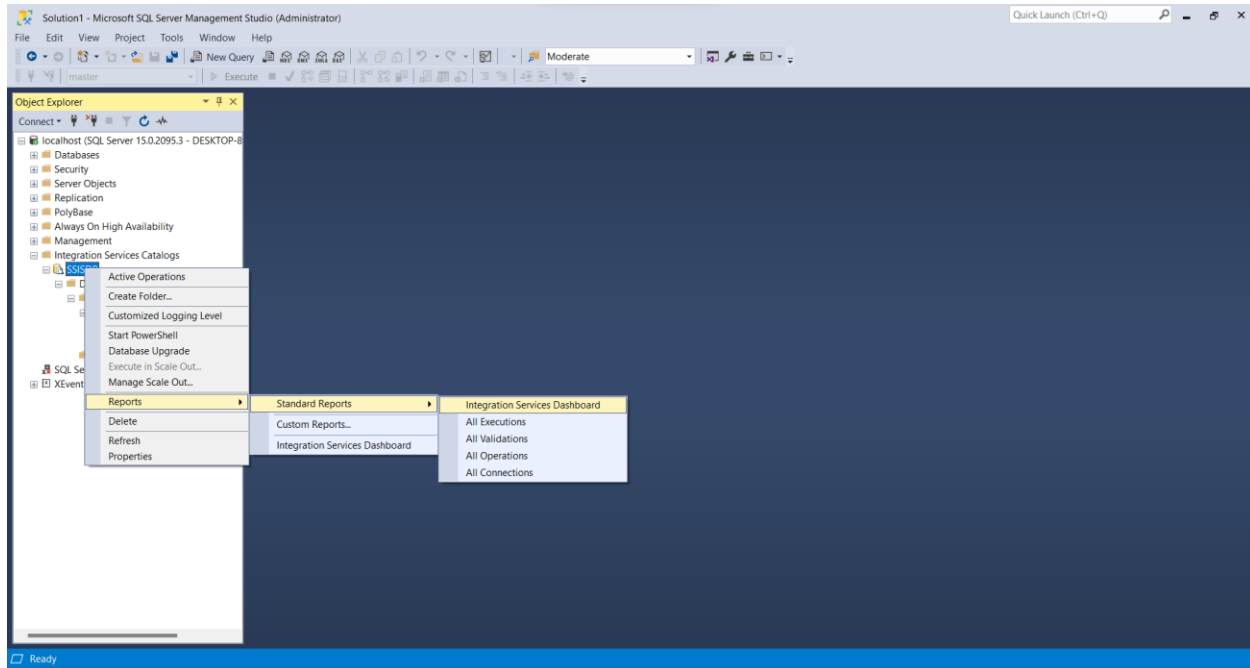 Solution1 - Microsoft SQL Server Management Studio (Administrator)
Quick Launch (Ctrl+Q)
File Edit View Project Tools Window Help
New Query
Moderate
master
Execute
Object Explorer
Connect
localhost (SQL Server 15.0.2095.3 - DESKTOP-8
Databases
Security
Server Objects
Replication
PolyBase
Always On High Availability
Management
Integration Services Catalogs
SQL Se
XEvent
Active Operations
Create Folder...
Customized Logging Level
Start PowerShell
Database Upgrade
Execute in Scale Out...
Manage Scale Out...
Reports
Delete
Refresh
Properties
Standard Reports
Custom Reports...
Integration Services Dashboard
Integration Services Dashboard
All Executions
All Validations
All Operations
All Connections
Ready